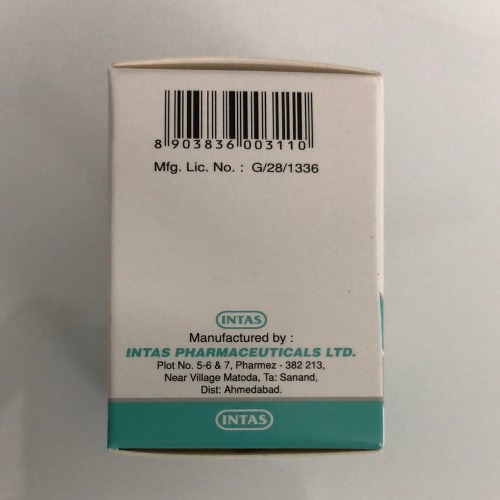 8 903836 003110
Mfg. Lic. No. : G/28/1336
INTAS
Manufactured by :
INTAS PHARMACEUTICALS LTD.
Plot No. 5-6 & 7, Pharmez - 382 213,
Near Village Matoda, Ta: Sanand,
Dist: Ahmedabad.
INTAS